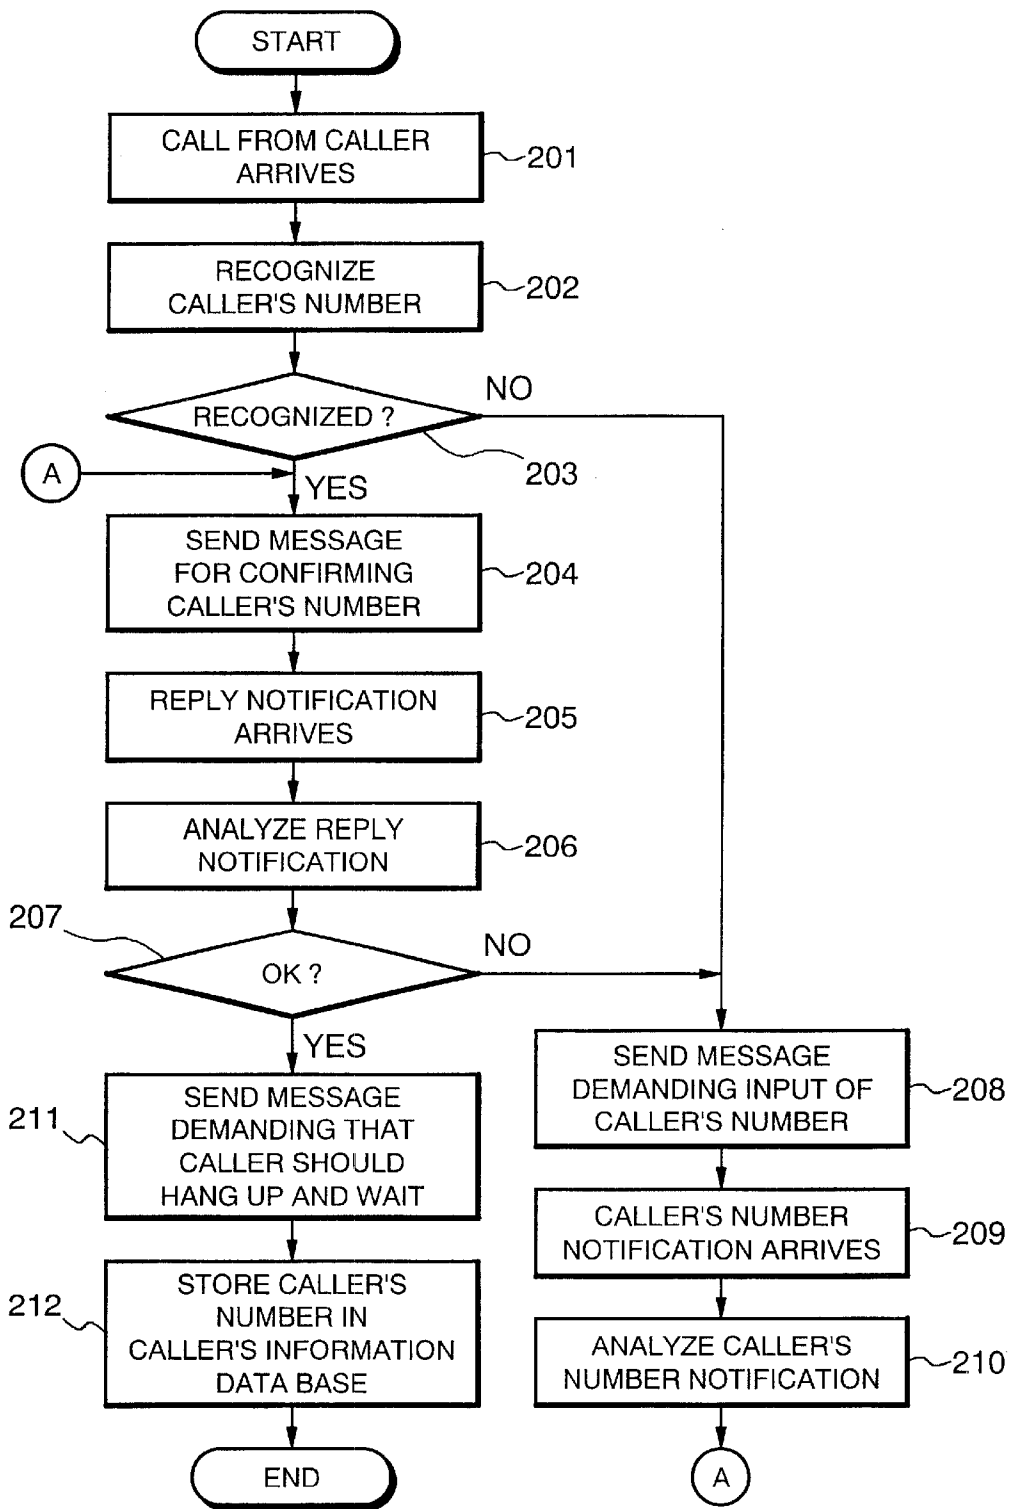 START
CALL FROM CALLER
ARRIVES
201
RECOGNIZE
CALLER'S NUMBER
202
RECOGNIZED ?
NO
203
A
YES
SEND MESSAGE
FOR CONFIRMING
CALLER'S NUMBER
204
REPLY NOTIFICATION
ARRIVES
205
ANALYZE REPLY
NOTIFICATION
206
207
OK ?
NO
YES
SEND MESSAGE
DEMANDING THAT
CALLER SHOULD
HANG UP AND WAIT
211
STORE CALLER'S
NUMBER IN
CALLER'S INFORMATION
DATA BASE
212
END
SEND MESSAGE
DEMANDING INPUT OF
CALLER'S NUMBER
208
CALLER'S NUMBER
NOTIFICATION ARRIVES
209
ANALYZE CALLER'S
NUMBER NOTIFICATION
210
A